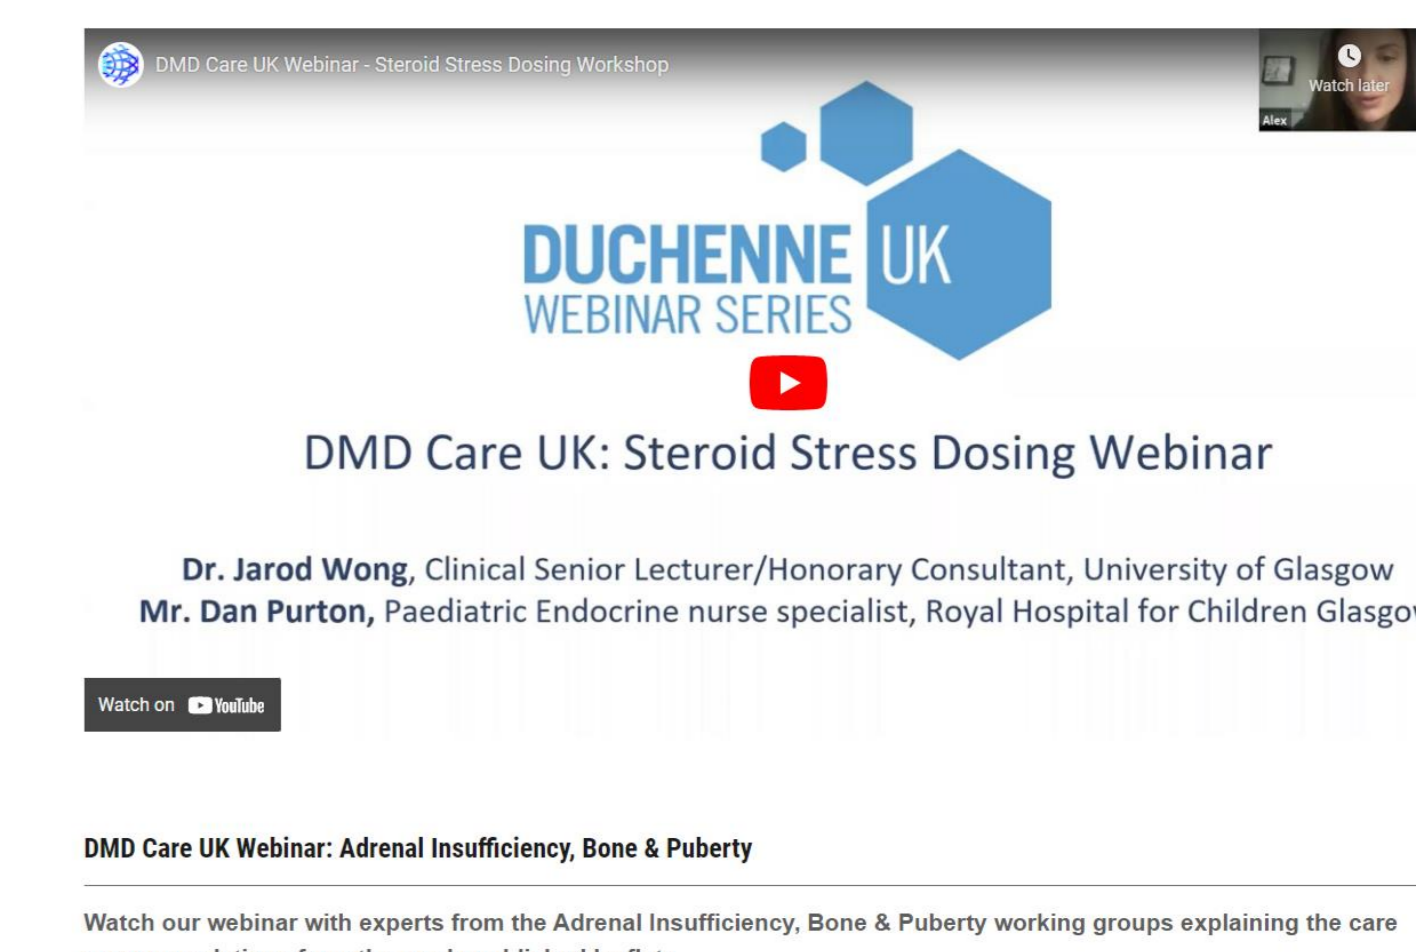 DMD Care UK Webinar - Steroid Stress Dosing Workshop
Watch later
Alex
DUCHENNE UK
WEBINAR SERIES
DMD Care UK: Steroid Stress Dosing Webinar
Dr. Jarod Wong, Clinical Senior Lecturer/Honorary Consultant, University of Glasgow
Mr. Dan Purton, Paediatric Endocrine nurse specialist, Royal Hospital for Children Glasgo
Watch on YouTube
DMD Care UK Webinar: Adrenal Insufficiency, Bone & Puberty
Watch our webinar with experts from the Adrenal Insufficiency, Bone & Puberty working groups explaining the care